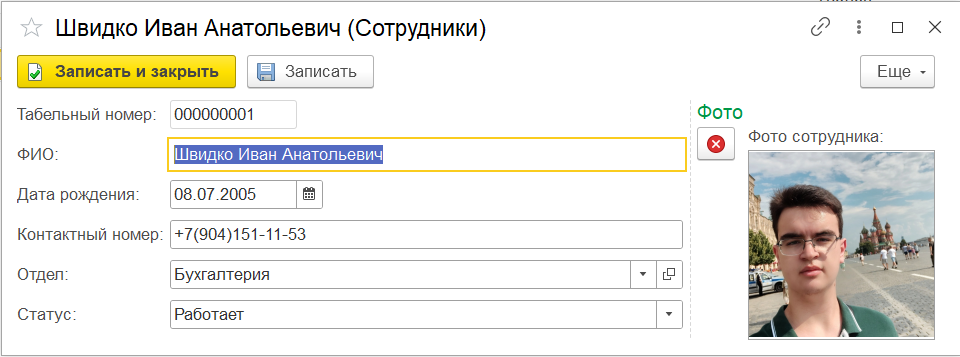 Швидко Иван Анатольевич (Сотрудники)
Записать и закрыть
Записать
Еще
Табельный номер: 000000001
ФИО: Швидко Иван Анатольевич
Дата рождения: 08.07.2005
Контактный номер: +7(904)151-11-53
Отдел: Бухгалтерия
Статус: Работает
Фото
Фото сотрудника: